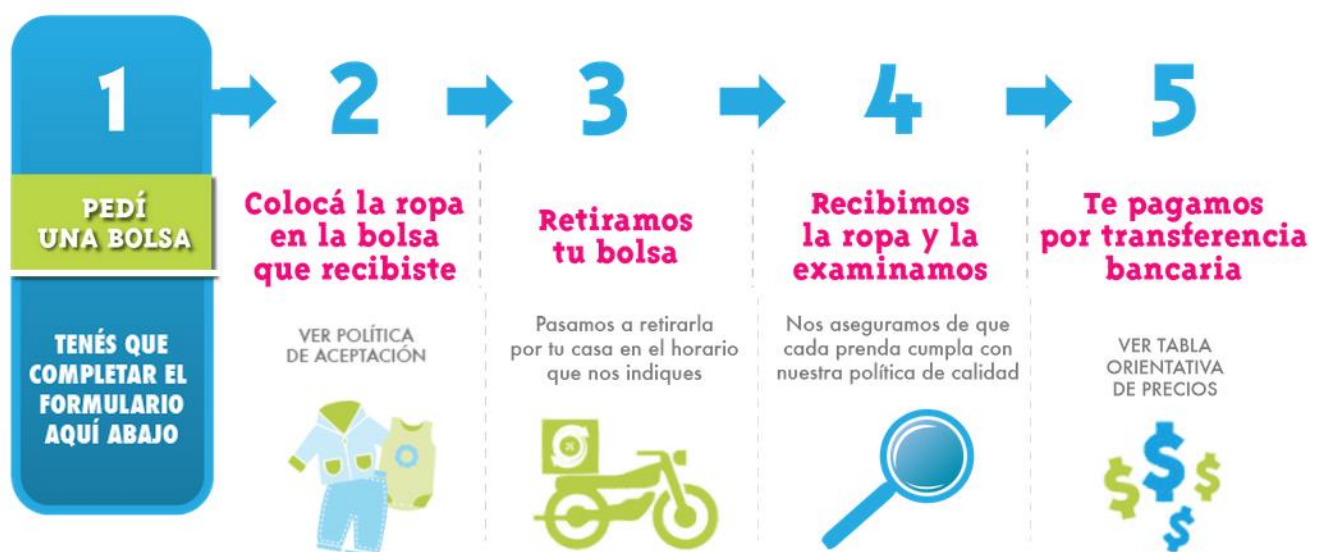 1
PEDÍ
UNA BOLSA
TENÉS QUE
COMPLETAR EL
FORMULARIO
AQUÍ ABAJO
2
Colocá la ropa
en la bolsa
que recibiste
VER POLÍTICA
DE ACEPTACIÓN
3
Retiramos
tu bolsa
Pasamos a retirarla
por tu casa en el horario
que nos indiques
4
Recibimos
la ropa y la
examinamos
Nos aseguramos de que
cada prenda cumpla con
nuestra política de calidad
5
Te pagamos
por transferencia
bancaria
VER TABLA
ORIENTATIVA
DE PRECIOS